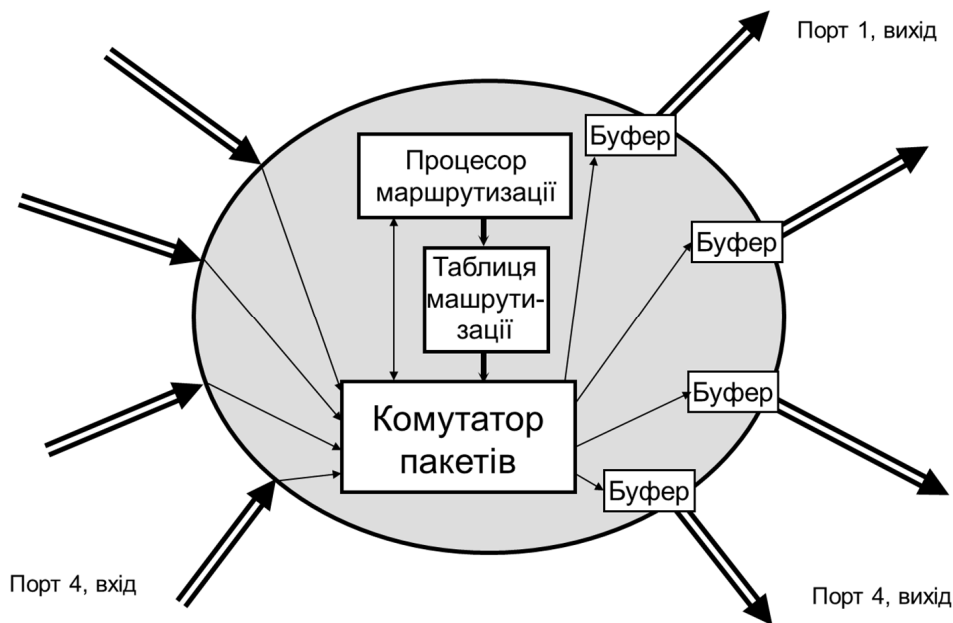 Порт 1, вихід
Буфер
Процесор
маршрутизації
Буфер
Таблиця
машрути-
зації
Буфер
Комутатор
пакетів
Буфер
Порт 4, вхід
Порт 4, вихід